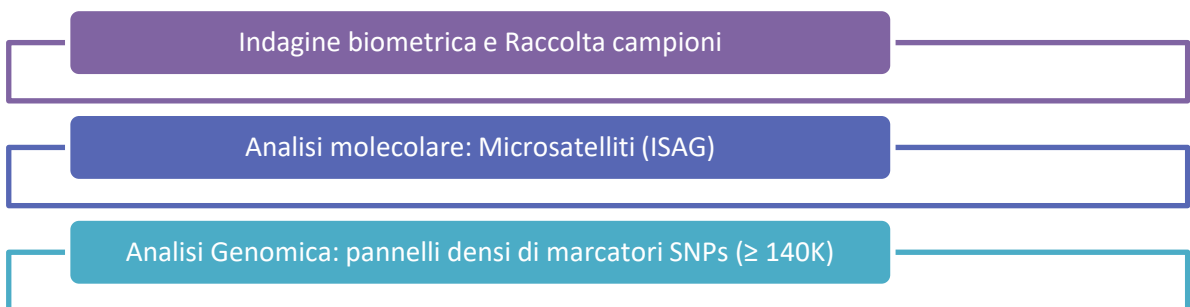 Indagine biometrica e Raccolta campioni
Analisi molecolare: Microsatelliti (ISAG)
Analisi Genomica: pannelli densi di marcatori SNPs (≥ 140K)